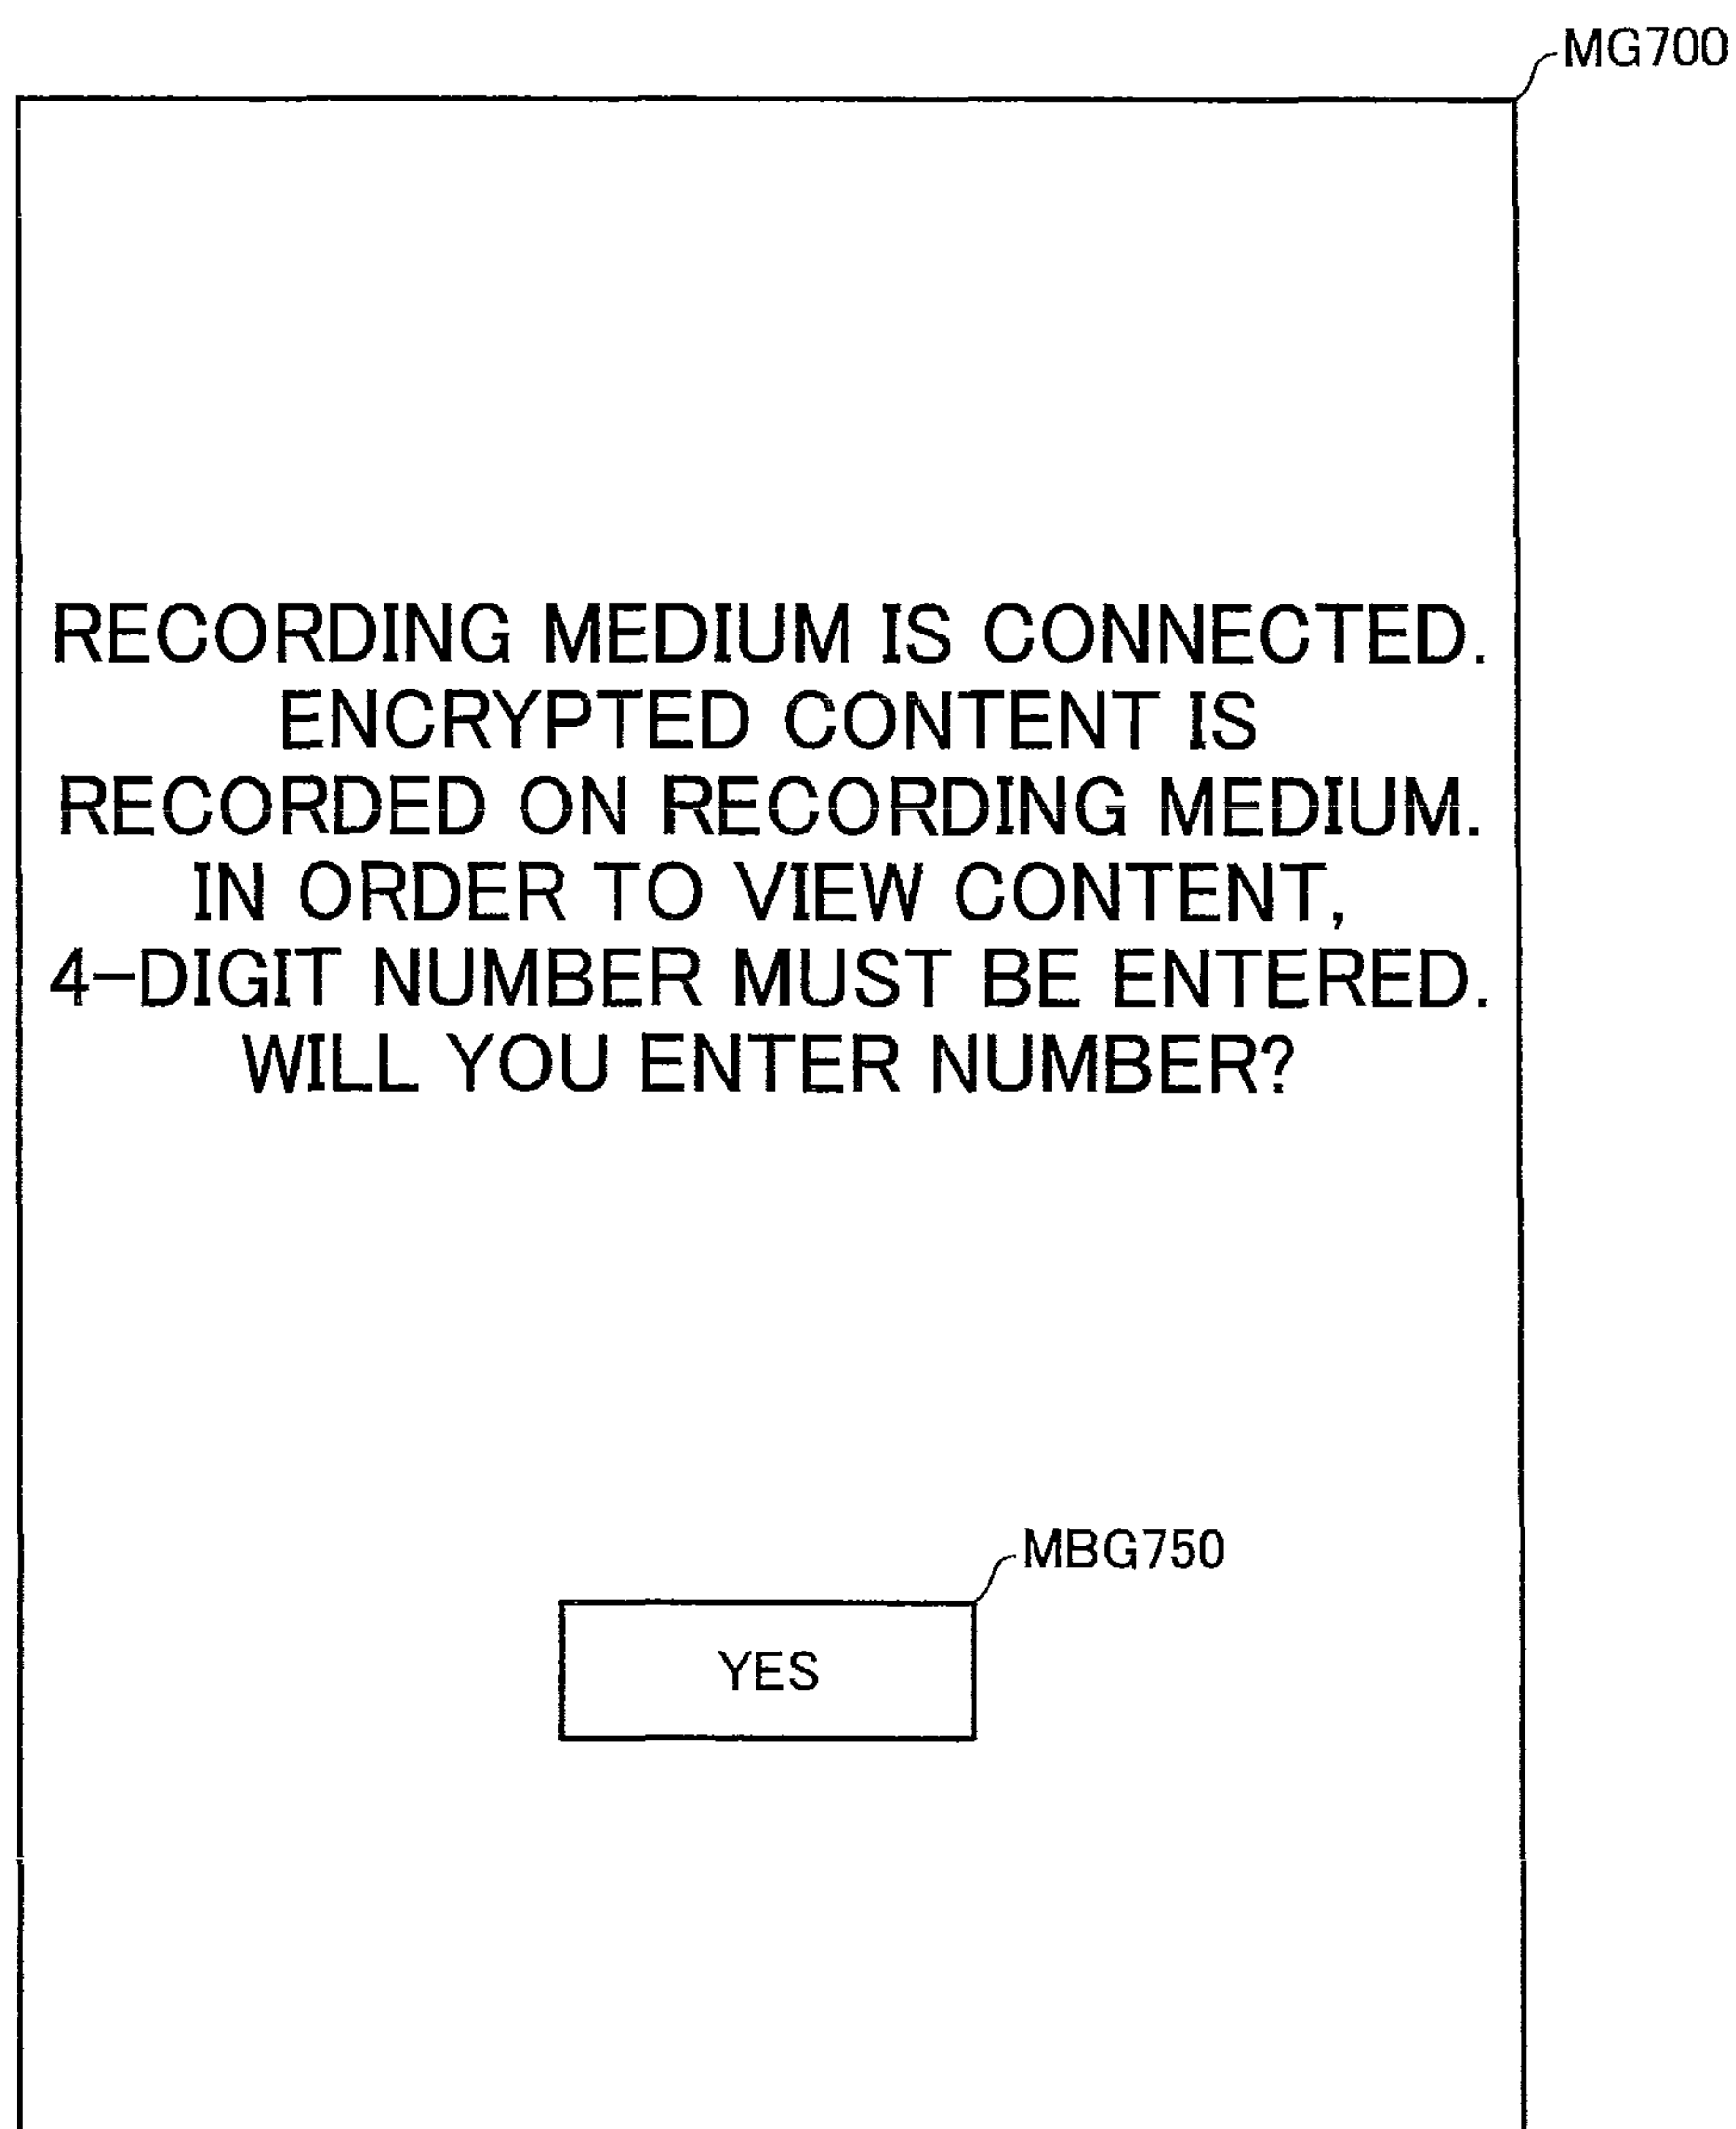 MG700
RECORDING MEDIUM IS CONNECTED.
ENCRYPTED CONTENT IS
RECORDED ON RECORDING MEDIUM.
IN ORDER TO VIEW CONTENT,
4-DIGIT NUMBER MUST BE ENTERED.
WILL YOU ENTER NUMBER?
MBG750
YES